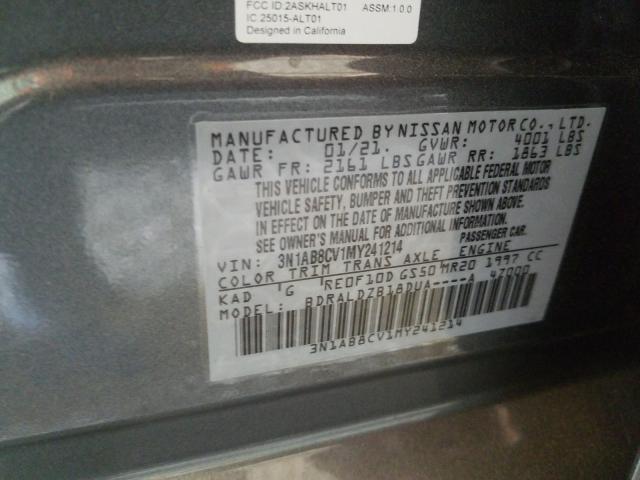 FCC ID:2ASKHALT01 ASSM:1.0.0
IC:25015-ALT01
Designed in California
MANUFACTURED BY NISSAN MOTOR CO., LTD.
DATE: 01/21. GVWR: 4001 LBS
GAWR FR: 2161 LBS GAWR RR: 1863 LBS
THIS VEHICLE CONFORMS TO ALL APPLICABLE FEDERAL MOTOR
VEHICLE SAFETY, BUMPER AND THEFT PREVENTION STANDARDS
IN EFFECT ON THE DATE OF MANUFACTURE SHOWN ABOVE.
SEE OWNER'S MANUAL FOR ADDITIONAL INFORMATION.
VIN: 3N1AB8CV1MY241214 PASSENGER CAR.
COLOR TRIM TRANS AXLE ENGINE
KAD G RE0F10D GS50 MR20 1997 CC
MODEL: BDRALDZB18DUA----A 47000
3N1AB8CV1MY241214